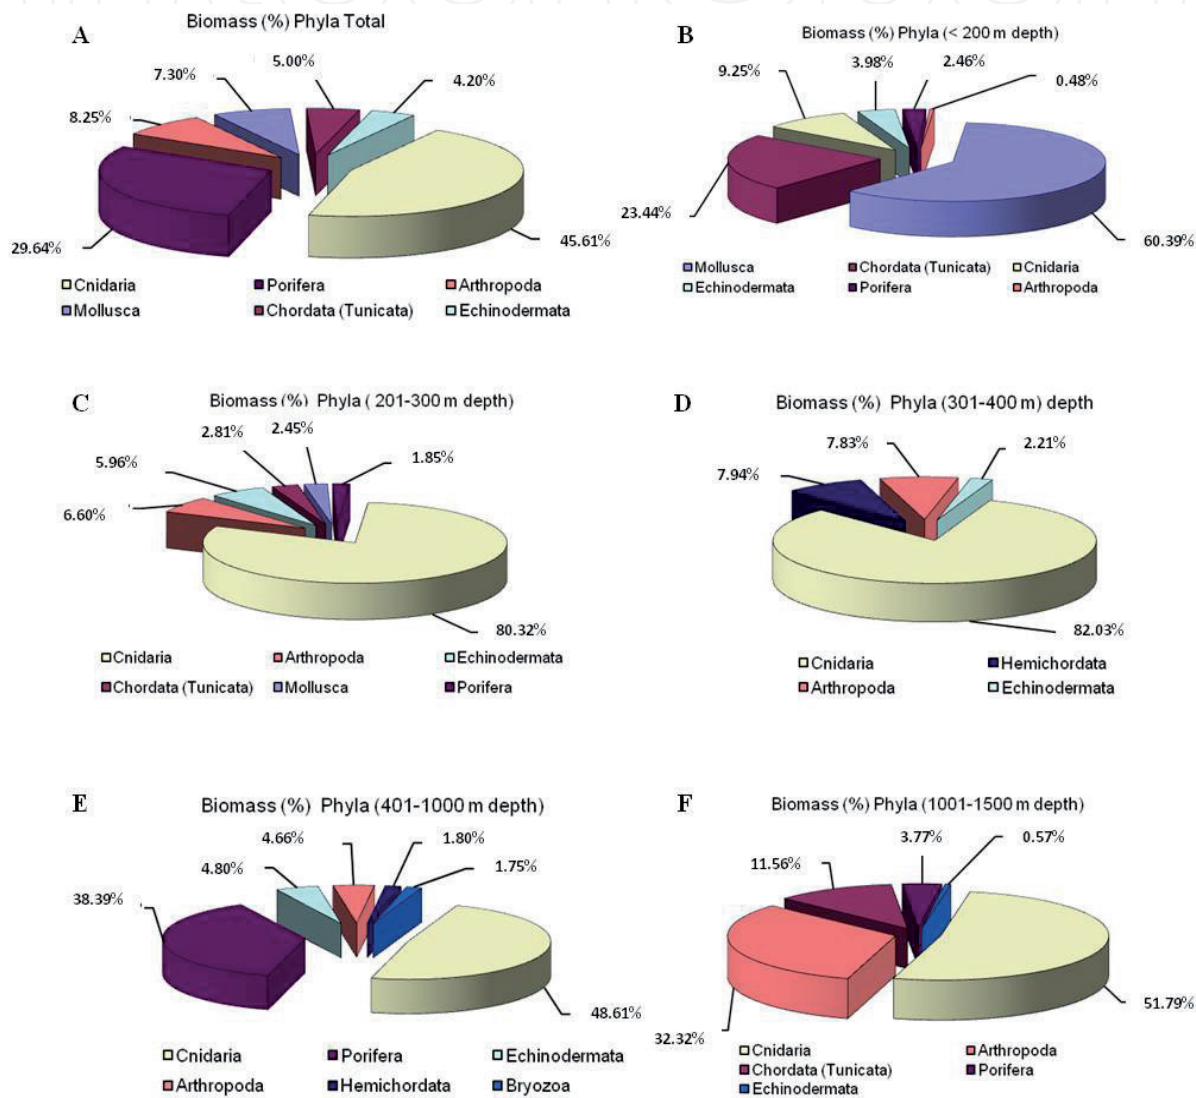 A
Biomass (%) Phyla Total
5.00%
7.30%
4.20%
8.25%
29.64%
45.61%
Cnidaria Porifera Arthropoda
Mollusca Chordata (Tunicata) Echinodermata
B
Biomass (%) Phyla (< 200 m depth)
9.25% 3.98% 2.46%
0.48%
23.44%
60.39%
Mollusca Chordata (Tunicata) Cnidaria
Echinodermata Porifera Arthropoda
C
Biomass (%) Phyla ( 201-300 m depth)
2.81% 2.45%
5.96% 1.85%
6.60%
80.32%
Cnidaria Arthropoda Echinodermata
Chordata (Tunicata) Mollusca Porifera
D
Biomass (%) Phyla (301-400 m) depth
7.83% 2.21%
7.94%
82.03%
Cnidaria Hemichordata
Arthropoda Echinodermata
E
Biomass (%) Phyla (401-1000 m depth)
4.66% 1.80%
4.80% 1.75%
38.39%
48.61%
Cnidaria Porifera Echinodermata
Arthropoda Hemichordata Bryozoa
F
Biomass (%) Phyla (1001-1500 m depth)
3.77% 0.57%
11.56%
51.79%
32.32%
Cnidaria Arthropoda
Chordata (Tunicata) Porifera
Echinodermata